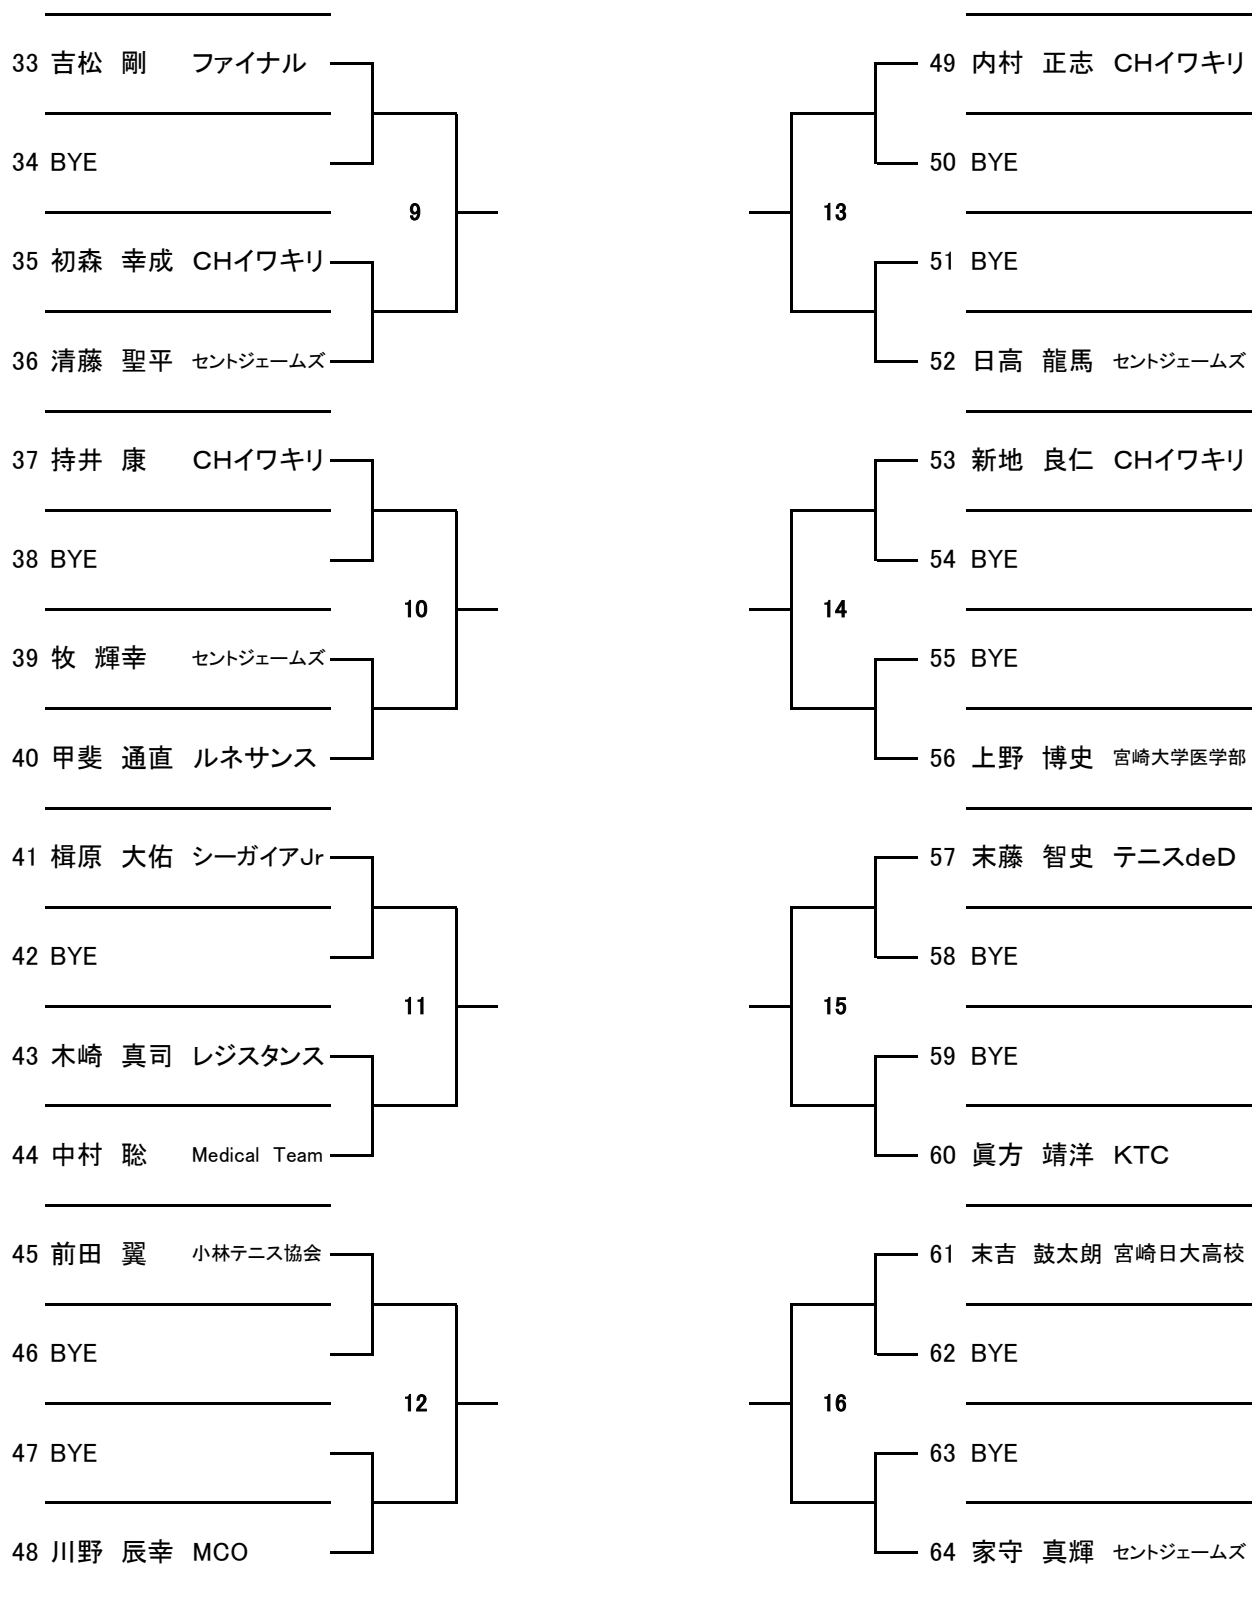 33 吉松 剛 ファイナル
34 BYE
9
35 初森 幸成 CHイワキリ
36 清藤 聖平 セントジェームズ
37 持井 康 CHイワキリ
38 BYE
10
39 牧 輝幸 セントジェームズ
40 甲斐 通直 ルネサンス
41 楫原 大佑 シーガイアJr
42 BYE
11
43 木崎 真司 レジスタンス
44 中村 聡 Medical Team
45 前田 翼 小林テニス協会
46 BYE
12
47 BYE
48 川野 辰幸 MCO
49 内村 正志 CHイワキリ
50 BYE
13
51 BYE
52 日高 龍馬 セントジェームズ
53 新地 良仁 CHイワキリ
54 BYE
14
55 BYE
56 上野 博史 宮崎大学医学部
57 末藤 智史 テニスdeD
58 BYE
15
59 BYE
60 眞方 靖洋 KTC
61 末吉 鼓太朗 宮崎日大高校
62 BYE
16
63 BYE
64 家守 真輝 セントジェームズ